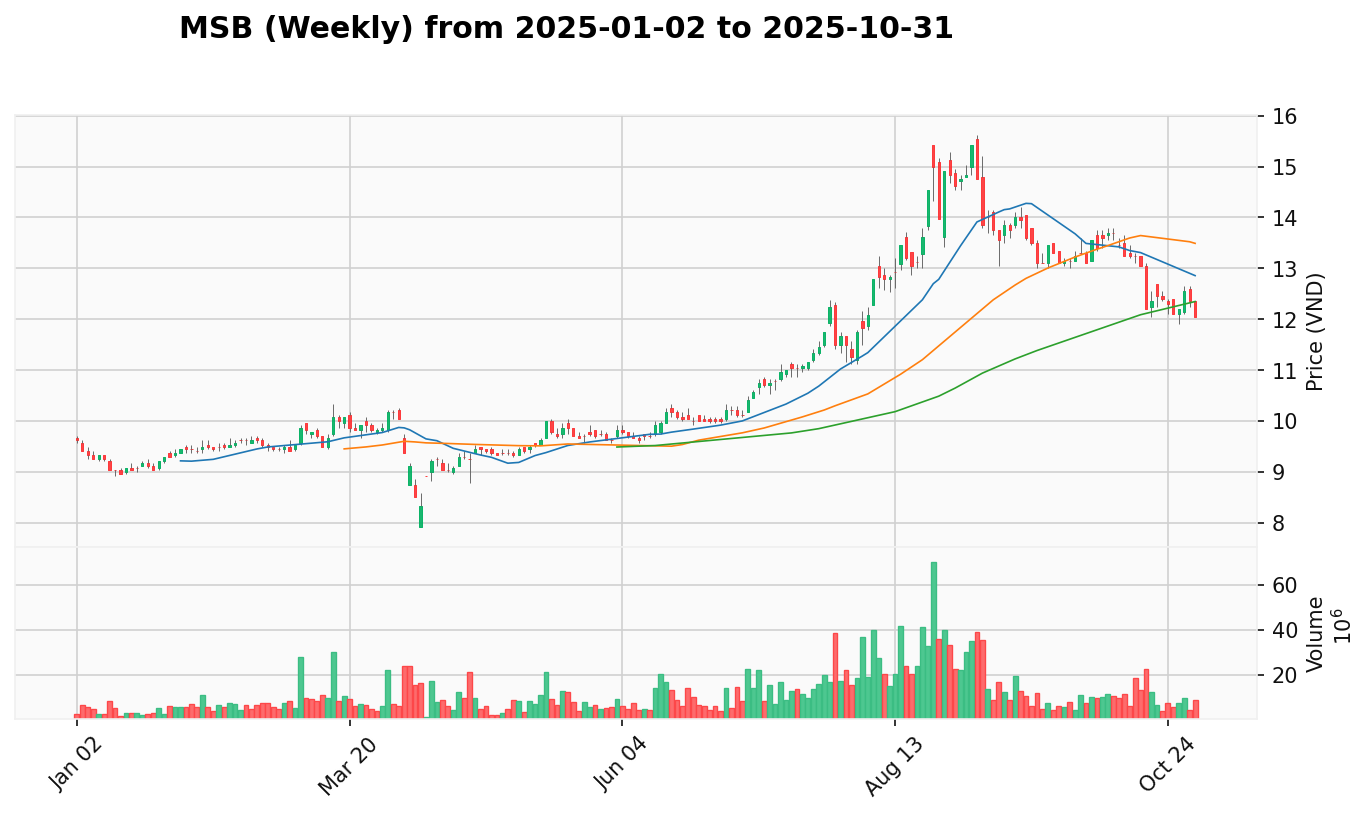 MSB (Weekly) from 2025-01-02 to 2025-10-31
16
15
14
13
12
11
10
9
8
Price (VND)
60
40
20
Volume
10⁶
Jan 02
Mar 20
Jun 04
Aug 13
Oct 24